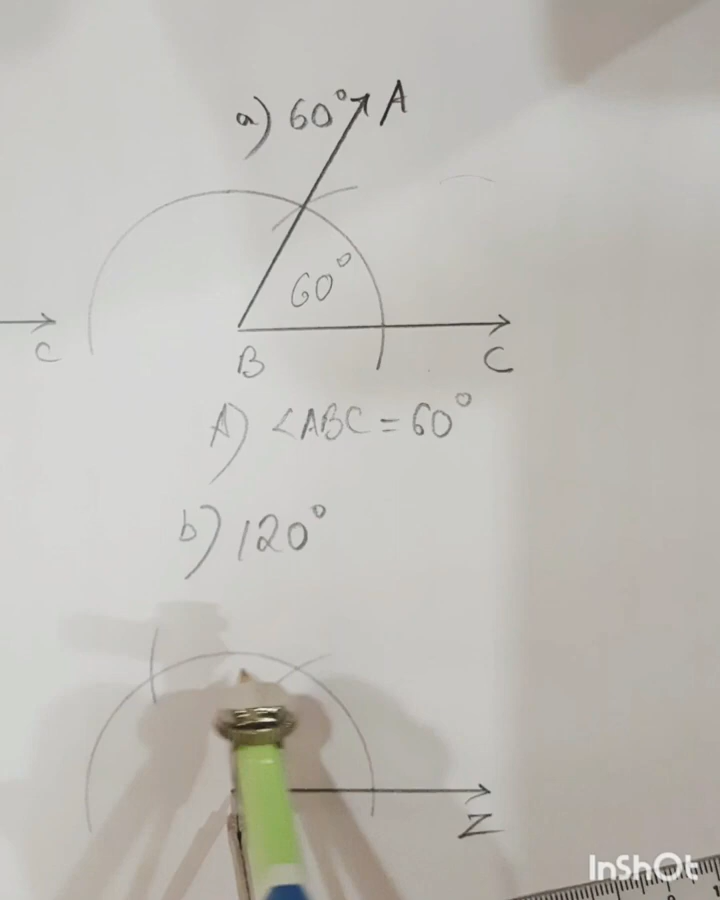 a) 60° A
60°
C
B C
A) <ABC = 60°
b) 120°
Z
InShOt